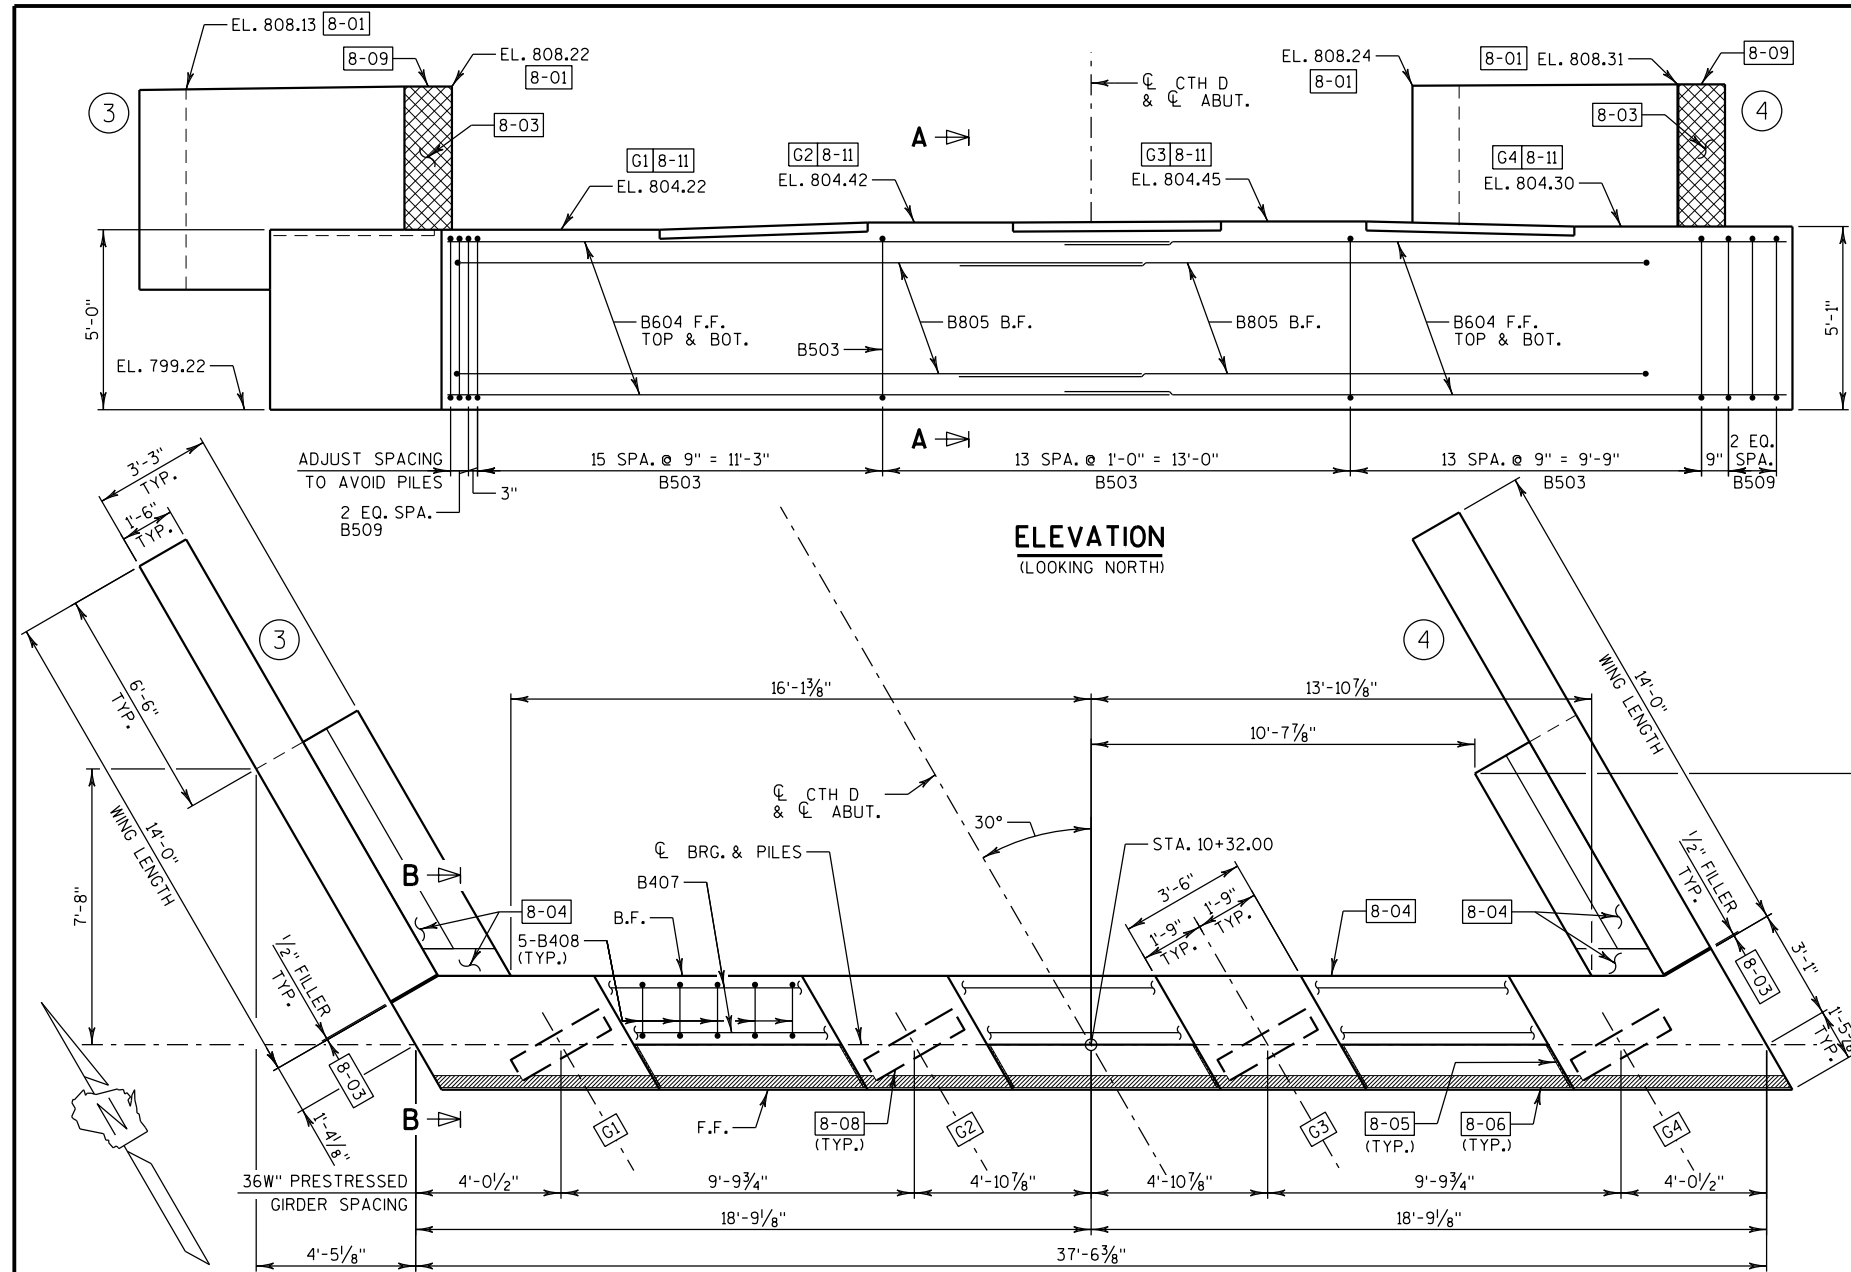 EL. 808.13 8-01
8-09
EL. 808.22
8-01
3
8-03
℄ CTH D
& ℄ ABUT.
EL. 808.24
8-01
8-01 EL. 808.31
8-09
8-03
4
A
G1 8-11
EL. 804.22
G2 8-11
EL. 804.42
G3 8-11
EL. 804.45
G4 8-11
EL. 804.30
5'-0"
B604 F.F.
TOP & BOT.
B805 B.F.
B503
B805 B.F.
B604 F.F.
TOP & BOT.
5'-1"
EL. 799.22
A
ADJUST SPACING
TO AVOID PILES
2 EQ. SPA.
B509
3"
15 SPA. @ 9" = 11'-3"
B503
13 SPA. @ 1'-0" = 13'-0"
B503
13 SPA. @ 9" = 9'-9"
B503
9"
2 EQ.
SPA.
B509
ELEVATION
(LOOKING NORTH)
3'-3"
TYP.
1'-6"
TYP.
3
6'-6"
TYP.
14'-0"
WING LENGTH
7'-8"
16'-1⅜"
13'-10⅞"
10'-7⅞"
4
14'-0"
WING LENGTH
℄ CTH D
& ℄ ABUT.
30°
STA. 10+32.00
℄ BRG. & PILES
B407
B.F.
5-B408
(TYP.)
B
8-04
3'-6"
1'-9"
TYP.
1'-9"
TYP.
8-04
8-04
½" FILLER
TYP.
8-03
3'-1"
TYP.
½" FILLER
TYP.
8-03
1'-4⅛"
N
B
F.F.
G1
8-08
(TYP.)
G2
G3
8-05
(TYP.)
8-06
(TYP.)
G4
36W" PRESTRESSED
GIRDER SPACING
4'-0½"
9'-9¾"
4'-10⅞"
4'-10⅞"
9'-9¾"
4'-0½"
18'-9⅛"
18'-9⅛"
4'-5⅛"
37'-6⅜"